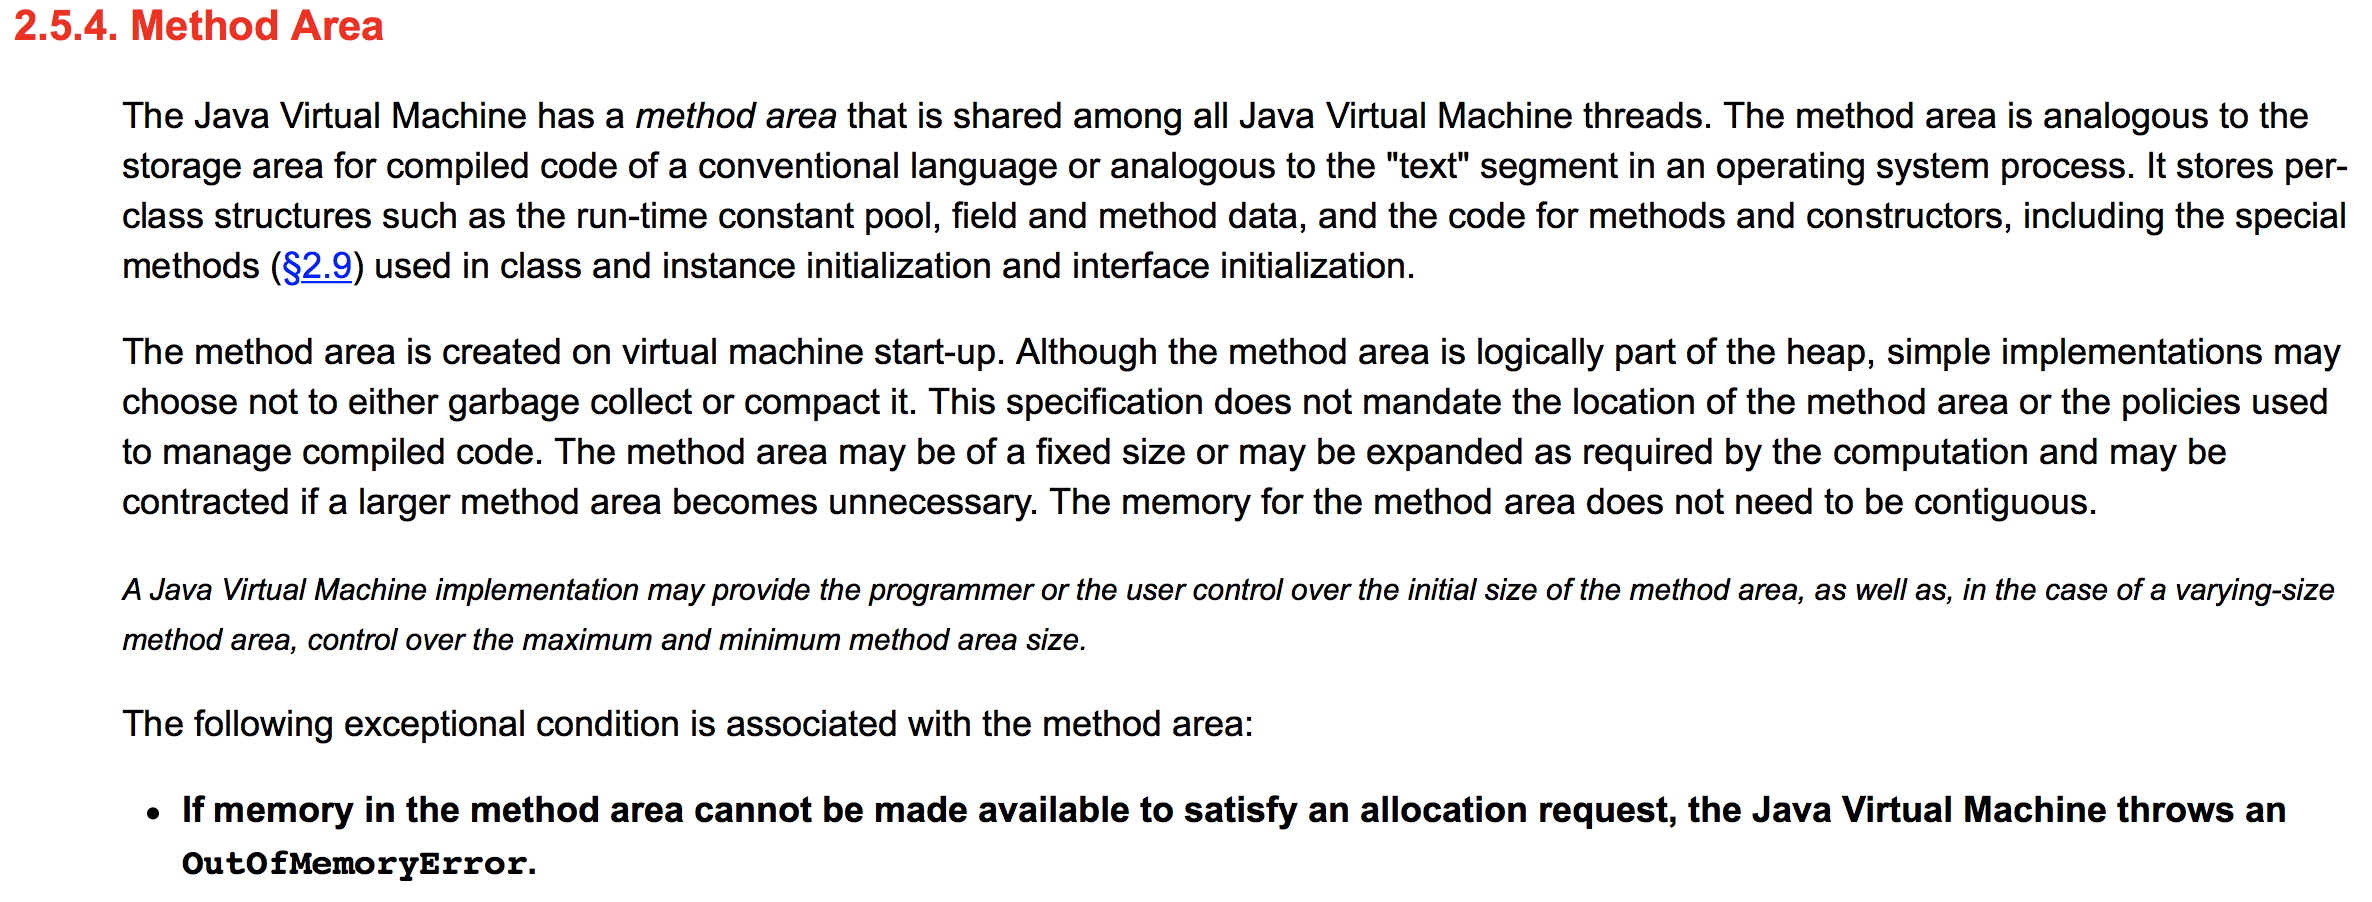 2.5.4. Method Area
The Java Virtual Machine has a method area that is shared among all Java Virtual Machine threads. The method area is analogous to the
storage area for compiled code of a conventional language or analogous to the "text" segment in an operating system process. It stores per-
class structures such as the run-time constant pool, field and method data, and the code for methods and constructors, including the special
methods (§2.9) used in class and instance initialization and interface initialization.
The method area is created on virtual machine start-up. Although the method area is logically part of the heap, simple implementations may
choose not to either garbage collect or compact it. This specification does not mandate the location of the method area or the policies used
to manage compiled code. The method area may be of a fixed size or may be expanded as required by the computation and may be
contracted if a larger method area becomes unnecessary. The memory for the method area does not need to be contiguous.
A Java Virtual Machine implementation may provide the programmer or the user control over the initial size of the method area, as well as, in the case of a varying-size
method area, control over the maximum and minimum method area size.
The following exceptional condition is associated with the method area:
• If memory in the method area cannot be made available to satisfy an allocation request, the Java Virtual Machine throws an
OutOfMemoryError.